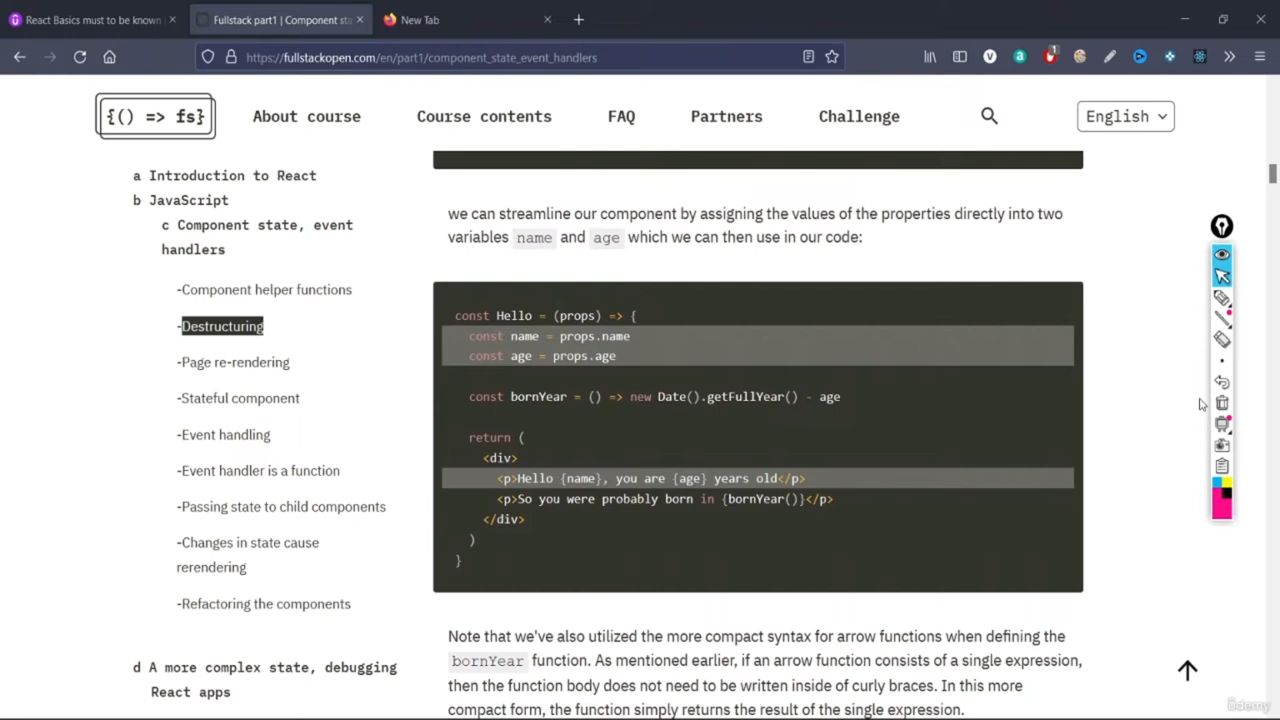 React Basics must to be known
Fullstack part1 | Component sta
New Tab
https://fullstackopen.com/en/part1/component_state_event_handlers
{() => fs}
About course
Course contents
FAQ
Partners
Challenge
English
a Introduction to React
b JavaScript
c Component state, event
handlers
-Component helper functions
-Destructuring
-Page re-rendering
-Stateful component
-Event handling
-Event handler is a function
-Passing state to child components
-Changes in state cause
rerendering
-Refactoring the components
d A more complex state, debugging
React apps
we can streamline our component by assigning the values of the properties directly into two
variables name and age which we can then use in our code:
const Hello = (props) => {
const name = props.name
const age = props.age
const bornYear = () => new Date().getFullYear() - age
return (
<div>
<p>Hello {name}, you are {age} years old</p>
<p>So you were probably born in {bornYear()}</p>
</div>
)
}
Note that we've also utilized the more compact syntax for arrow functions when defining the
bornYear function. As mentioned earlier, if an arrow function consists of a single expression,
then the function body does not need to be written inside of curly braces. In this more
compact form, the function simply returns the result of the single expression.
1
V
a
ûdemy